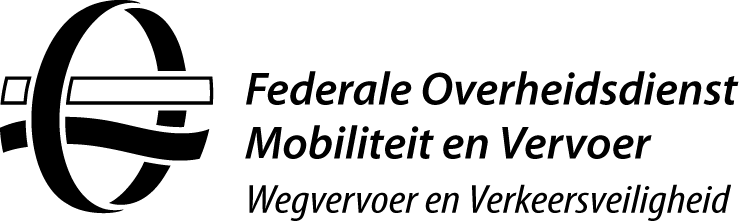 Federale Overheidsdienst
Mobiliteit en Vervoer
Wegvervoer en Verkeersveiligheid